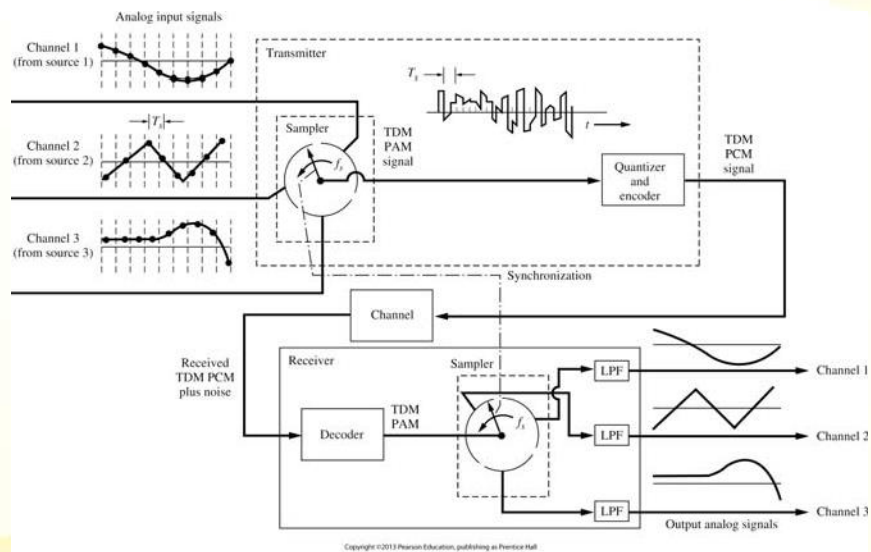 Analog input signals
Channel 1
(from source 1)
Channel 2
(from source 2)
Channel 3
(from source 3)
Tₛ
Transmitter
Sampler
fₛ
TDM
PAM
signal
Tₛ
t
Quantizer
and
encoder
TDM
PCM
signal
Synchronization
Channel
Received
TDM PCM
plus noise
Receiver
Decoder
TDM
PAM
Sampler
fₛ
LPF
LPF
LPF
Channel 1
Channel 2
Channel 3
Output analog signals
Copyright ©2013 Pearson Education, publishing as Prentice Hall